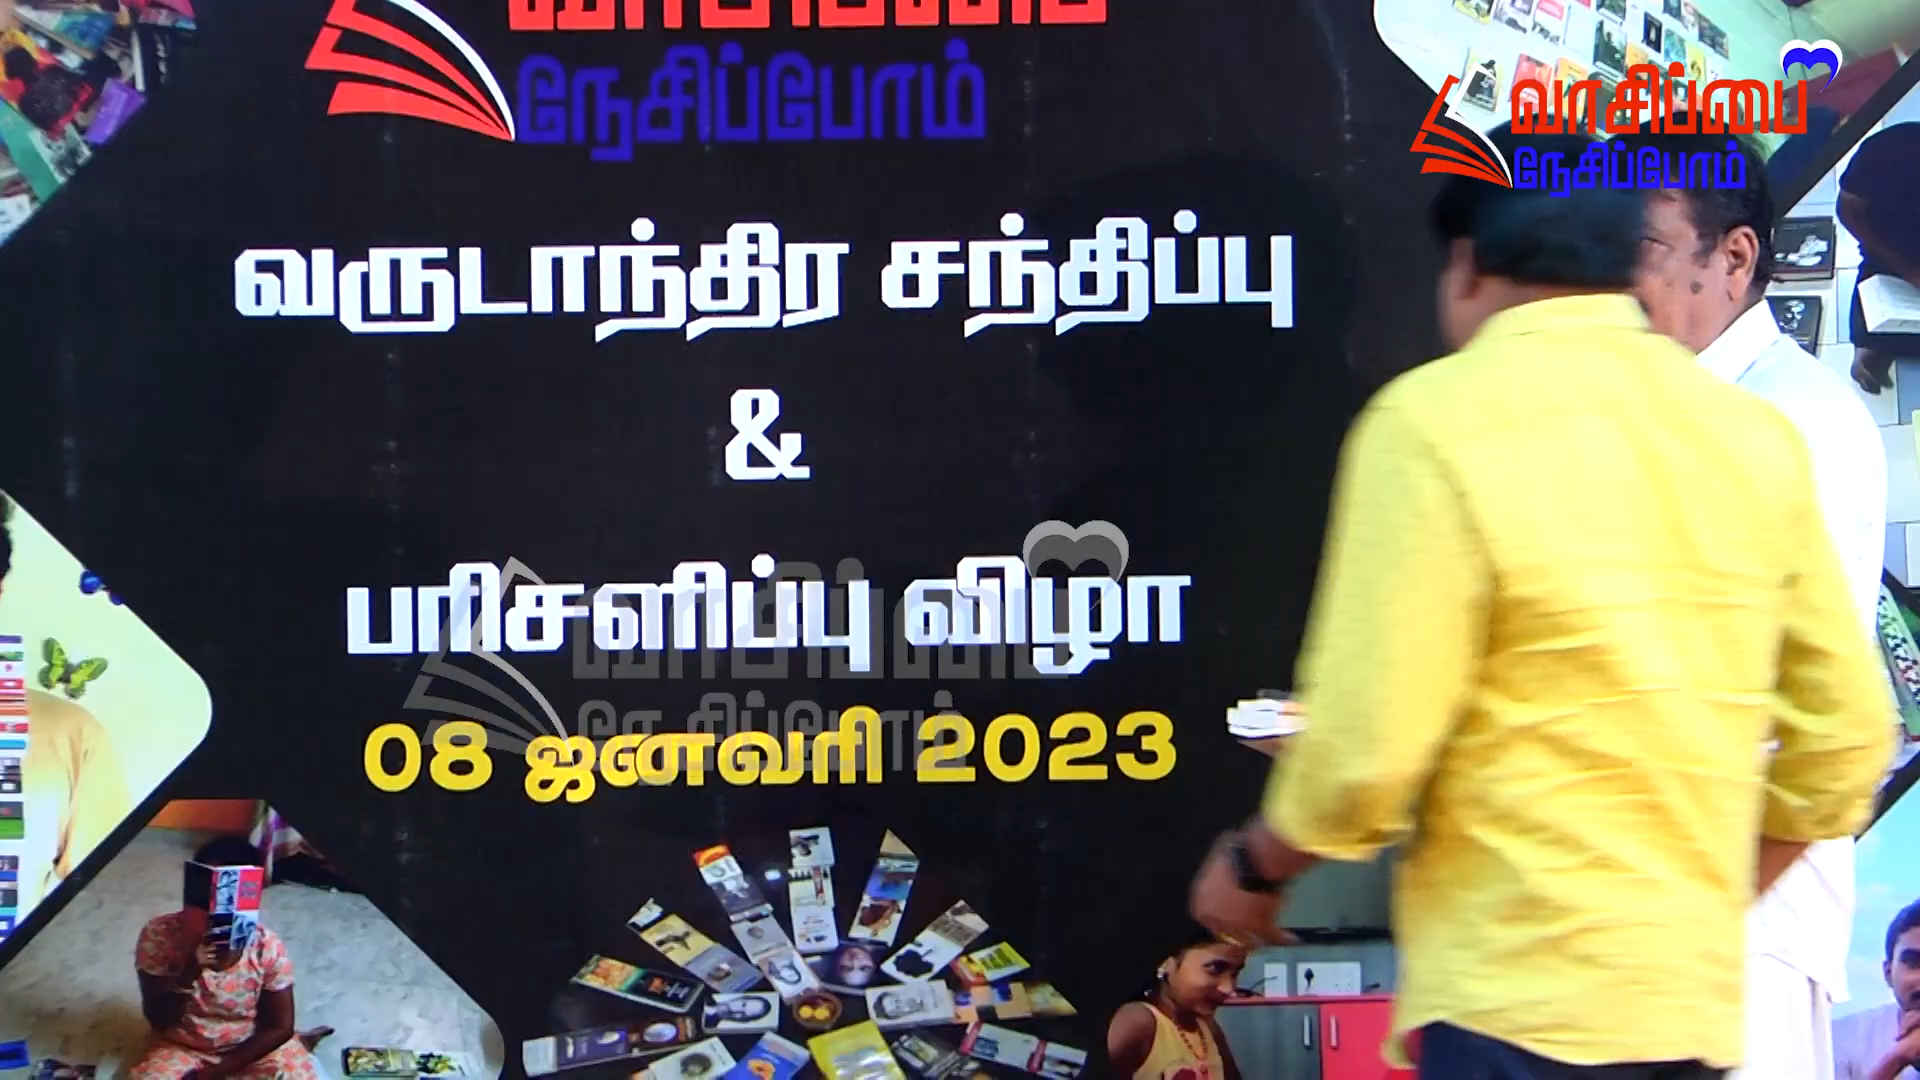 வாசிப்பை
நேசிப்போம்
வாசிப்பை
நேசிப்போம்
வருடாந்திர சந்திப்பு
&
பரிசளிப்பு விழா
வாசிப்பை
நேசிப்போம்
08 ஜனவரி 2023